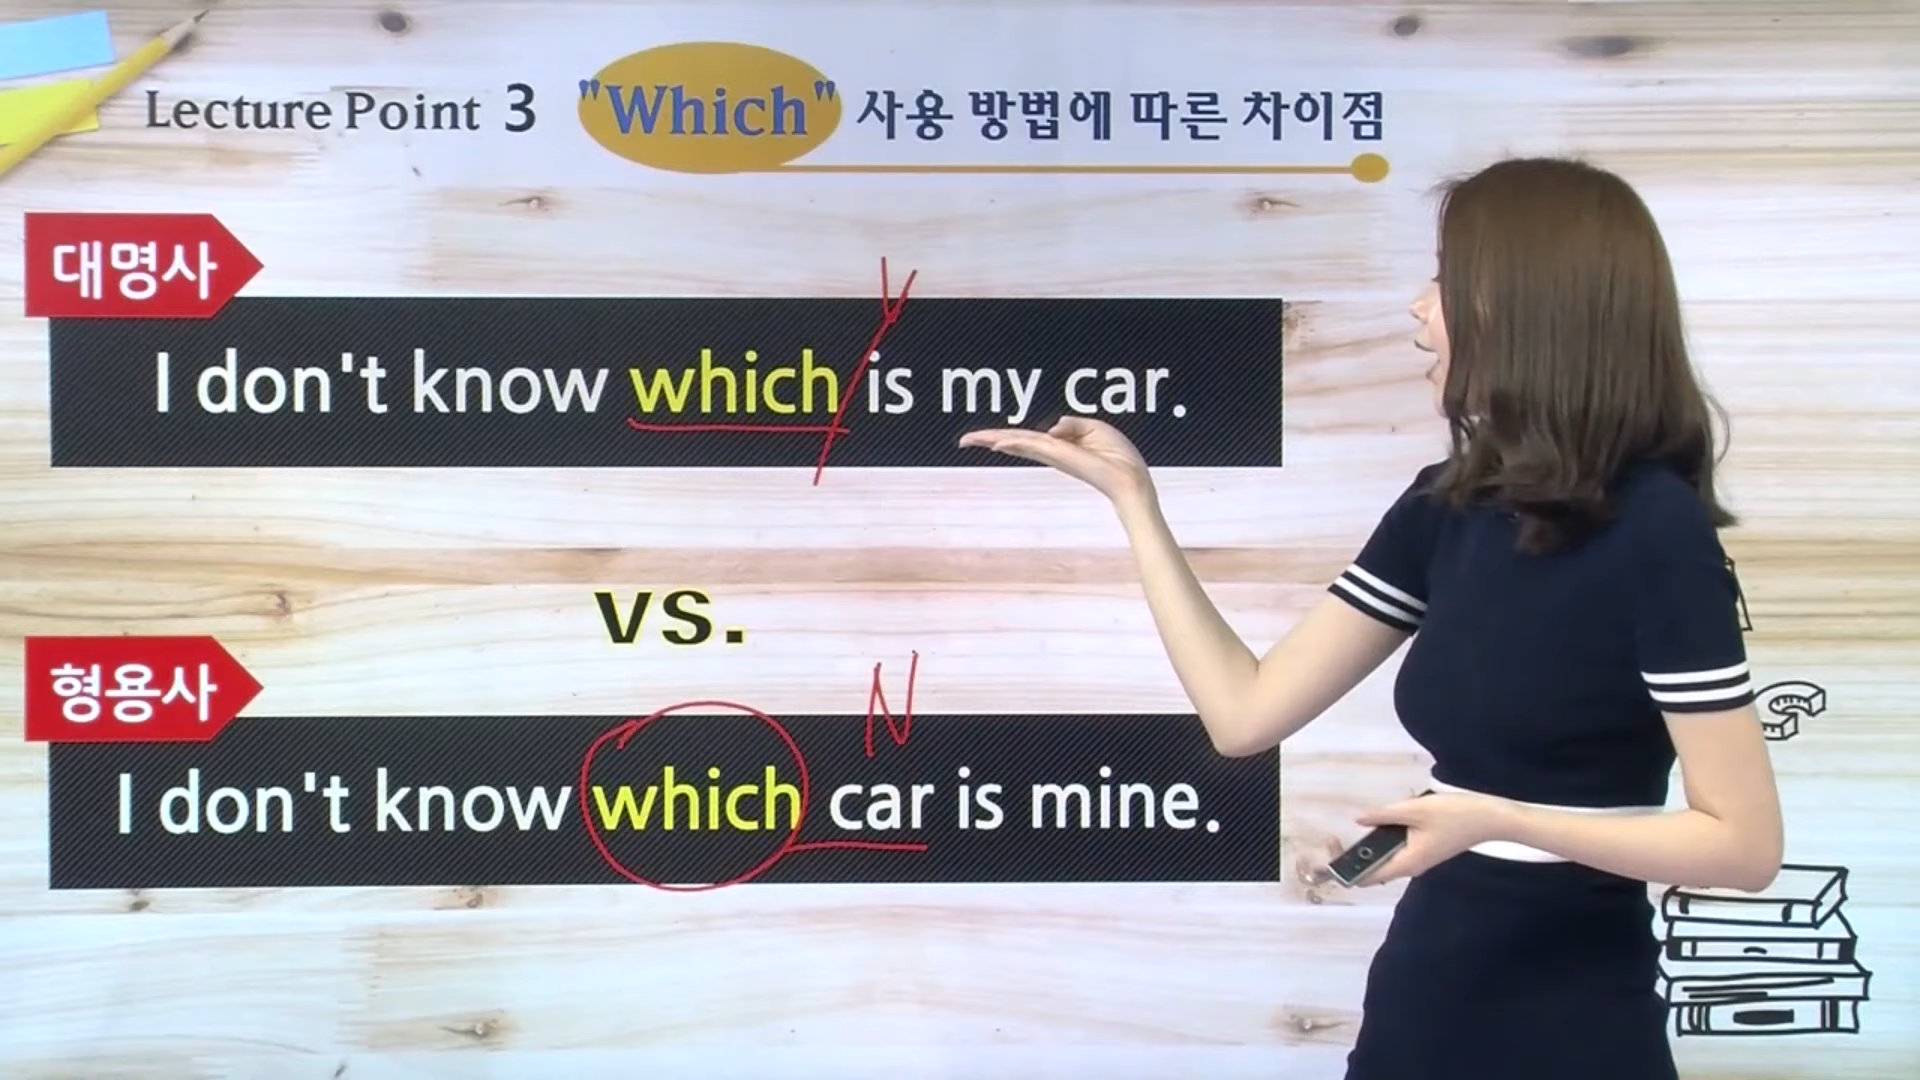 Lecture Point 3 "Which" 사용 방법에 따른 차이점
대명사
V
I don't know which is my car.
vs.
형용사
N
I don't know which car is mine.